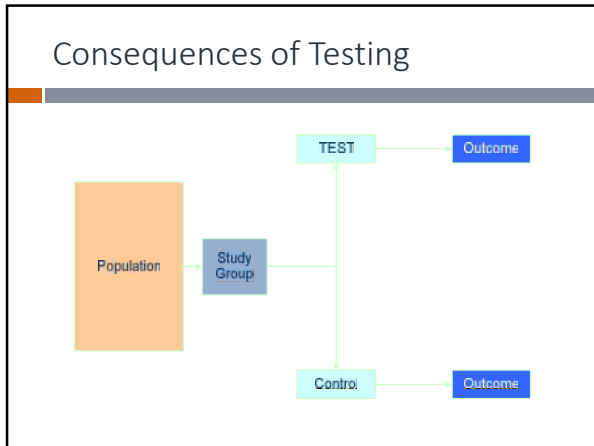 Consequences of Testing
TEST
Outcome
Population
Study
Group
Control
Outcome